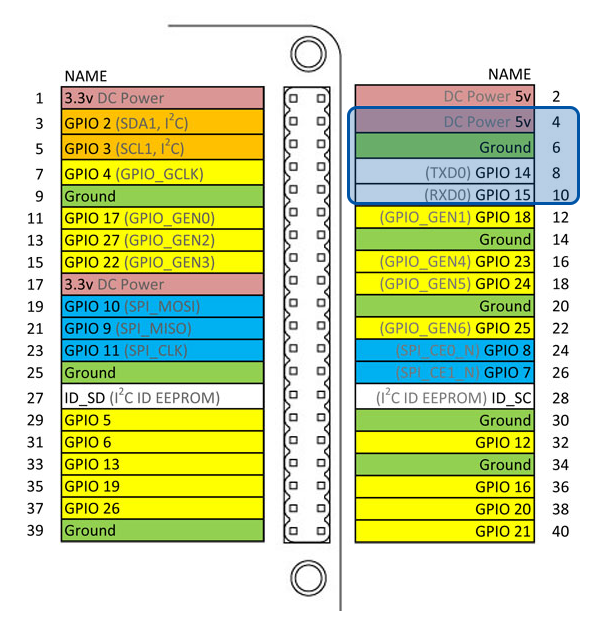 NAME NAME
1 3.3v DC Power DC Power 5v 2
3 GPIO 2 (SDA1, I²C) DC Power 5v 4
5 GPIO 3 (SCL1, I²C) Ground 6
7 GPIO 4 (GPIO_GCLK) (TXD0) GPIO 14 8
9 Ground (RXD0) GPIO 15 10
11 GPIO 17 (GPIO_GEN0) (GPIO_GEN1) GPIO 18 12
13 GPIO 27 (GPIO_GEN2) Ground 14
15 GPIO 22 (GPIO_GEN3) (GPIO_GEN4) GPIO 23 16
17 3.3v DC Power (GPIO_GEN5) GPIO 24 18
19 GPIO 10 (SPI_MOSI) Ground 20
21 GPIO 9 (SPI_MISO) (GPIO_GEN6) GPIO 25 22
23 GPIO 11 (SPI_CLK) (SPI_CE0_N) GPIO 8 24
25 Ground (SPI_CE1_N) GPIO 7 26
27 ID_SD (I²C ID EEPROM) (I²C ID EEPROM) ID_SC 28
29 GPIO 5 Ground 30
31 GPIO 6 GPIO 12 32
33 GPIO 13 Ground 34
35 GPIO 19 GPIO 16 36
37 GPIO 26 GPIO 20 38
39 Ground GPIO 21 40